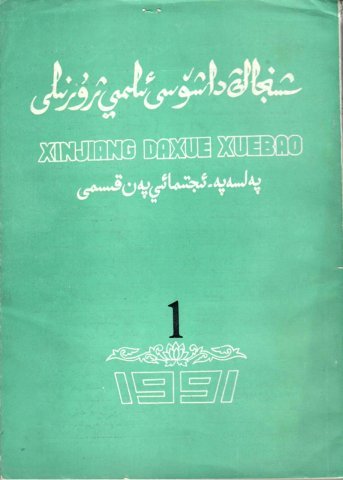 شىنجاڭ داشۆسى ئىلمىي ژۇرنىلى
XINJIANG DAXUE XUEBAO
پەلسەپە - ئىجتىمائىي پەن قىسمى
1
1991